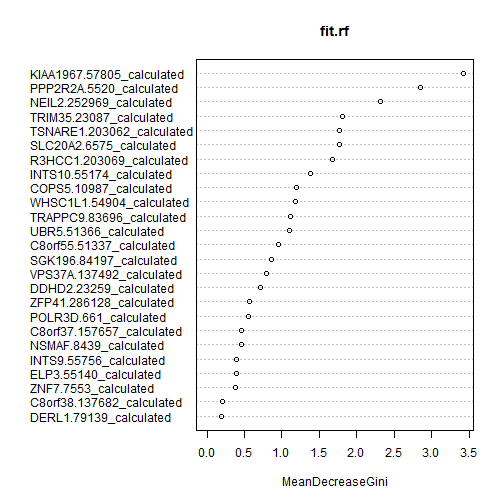 fit.rf
KIAA1967.57805_calculated
PPP2R2A.5520_calculated
NEIL2.252969_calculated
TRIM35.23087_calculated
TSNARE1.203062_calculated
SLC20A2.6575_calculated
R3HCC1.203069_calculated
INTS10.55174_calculated
COPS5.10987_calculated
WHSC1L1.54904_calculated
TRAPPC9.83696_calculated
UBR5.51366_calculated
C8orf55.51337_calculated
SGK196.84197_calculated
VPS37A.137492_calculated
DDHD2.23259_calculated
ZFP41.286128_calculated
POLR3D.661_calculated
C8orf37.157657_calculated
NSMAF.8439_calculated
INTS9.55756_calculated
ELP3.55140_calculated
ZNF7.7553_calculated
C8orf38.137682_calculated
DERL1.79139_calculated
0.0 0.5 1.0 1.5 2.0 2.5 3.0 3.5
MeanDecreaseGini